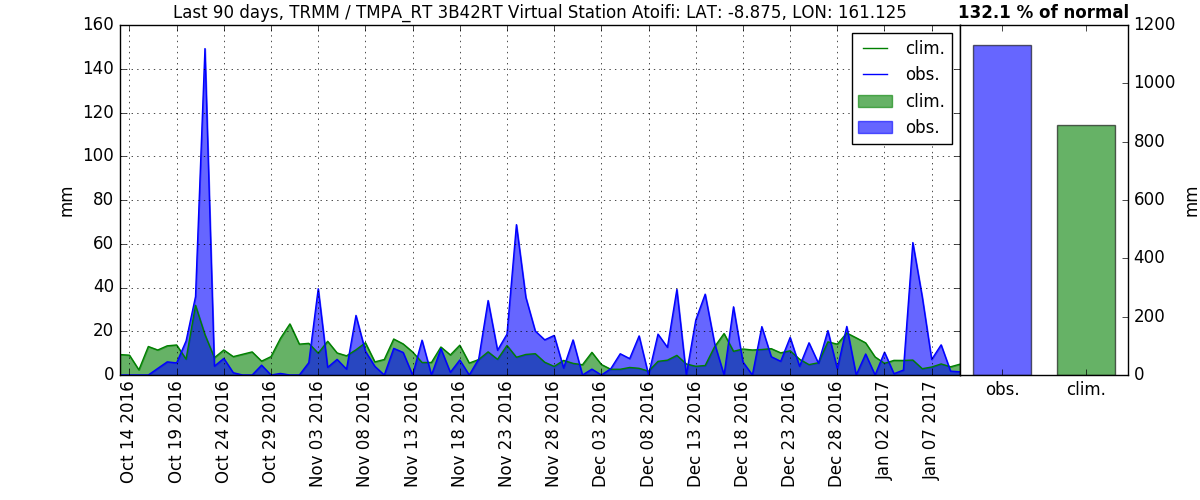 Last 90 days, TRMM / TMPA_RT 3B42RT Virtual Station Atoifi: LAT: -8.875, LON: 161.125
132.1 % of normal
160
140
120
100
80
60
40
20
0
mm
clim.
obs.
clim.
obs.
Oct 14 2016
Oct 19 2016
Oct 24 2016
Oct 29 2016
Nov 03 2016
Nov 08 2016
Nov 13 2016
Nov 18 2016
Nov 23 2016
Nov 28 2016
Dec 03 2016
Dec 08 2016
Dec 13 2016
Dec 18 2016
Dec 23 2016
Dec 28 2016
Jan 02 2017
Jan 07 2017
1200
1000
800
600
400
200
0
mm
obs.
clim.